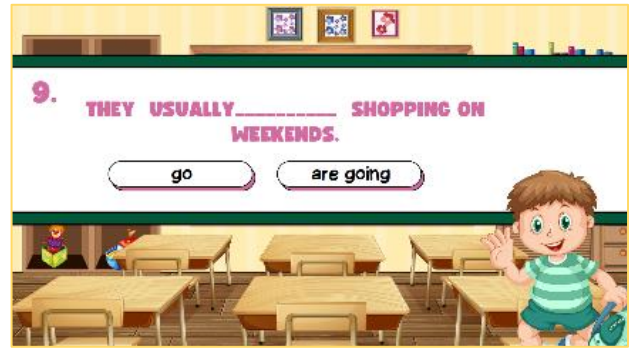 9.
THEY USUALLY__________ SHOPPING ON
WEEKENDS.
go are going